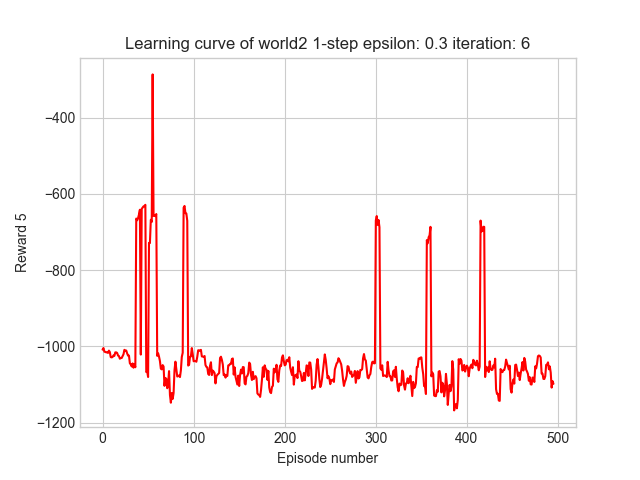 Learning curve of world2 1-step epsilon: 0.3 iteration: 6
Reward 5
−400
−600
−800
−1000
−1200
0 100 200 300 400 500
Episode number